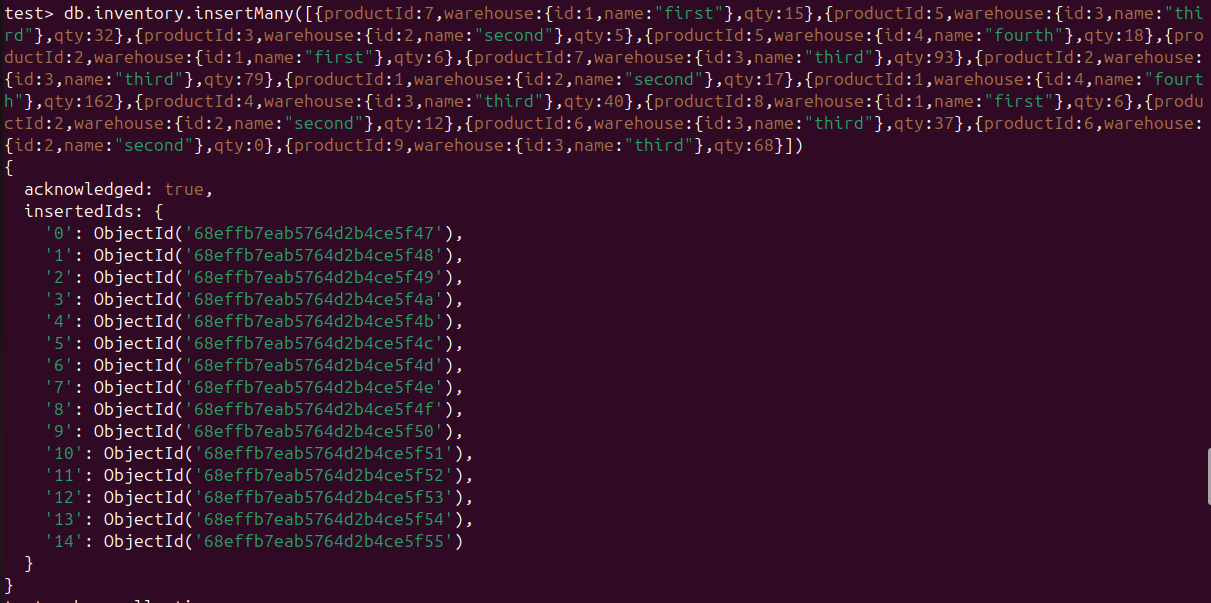 test> db.inventory.insertMany([{productId:7,warehouse:{id:1,name:"first"},qty:15},{productId:5,warehouse:{id:3,name:"thi
rd"},qty:32},{productId:3,warehouse:{id:2,name:"second"},qty:5},{productId:5,warehouse:{id:4,name:"fourth"},qty:18},{pro
ductId:2,warehouse:{id:1,name:"first"},qty:6},{productId:7,warehouse:{id:3,name:"third"},qty:93},{productId:2,warehouse:
{id:3,name:"third"},qty:79},{productId:1,warehouse:{id:2,name:"second"},qty:17},{productId:1,warehouse:{id:4,name:"fourt
h"},qty:162},{productId:4,warehouse:{id:3,name:"third"},qty:40},{productId:8,warehouse:{id:1,name:"first"},qty:6},{produ
ctId:2,warehouse:{id:2,name:"second"},qty:12},{productId:6,warehouse:{id:3,name:"third"},qty:37},{productId:6,warehouse:
{id:2,name:"second"},qty:0},{productId:9,warehouse:{id:3,name:"third"},qty:68}])
{
  acknowledged: true,
  insertedIds: {
    '0': ObjectId('68effb7eab5764d2b4ce5f47'),
    '1': ObjectId('68effb7eab5764d2b4ce5f48'),
    '2': ObjectId('68effb7eab5764d2b4ce5f49'),
    '3': ObjectId('68effb7eab5764d2b4ce5f4a'),
    '4': ObjectId('68effb7eab5764d2b4ce5f4b'),
    '5': ObjectId('68effb7eab5764d2b4ce5f4c'),
    '6': ObjectId('68effb7eab5764d2b4ce5f4d'),
    '7': ObjectId('68effb7eab5764d2b4ce5f4e'),
    '8': ObjectId('68effb7eab5764d2b4ce5f4f'),
    '9': ObjectId('68effb7eab5764d2b4ce5f50'),
    '10': ObjectId('68effb7eab5764d2b4ce5f51'),
    '11': ObjectId('68effb7eab5764d2b4ce5f52'),
    '12': ObjectId('68effb7eab5764d2b4ce5f53'),
    '13': ObjectId('68effb7eab5764d2b4ce5f54'),
    '14': ObjectId('68effb7eab5764d2b4ce5f55')
  }
}